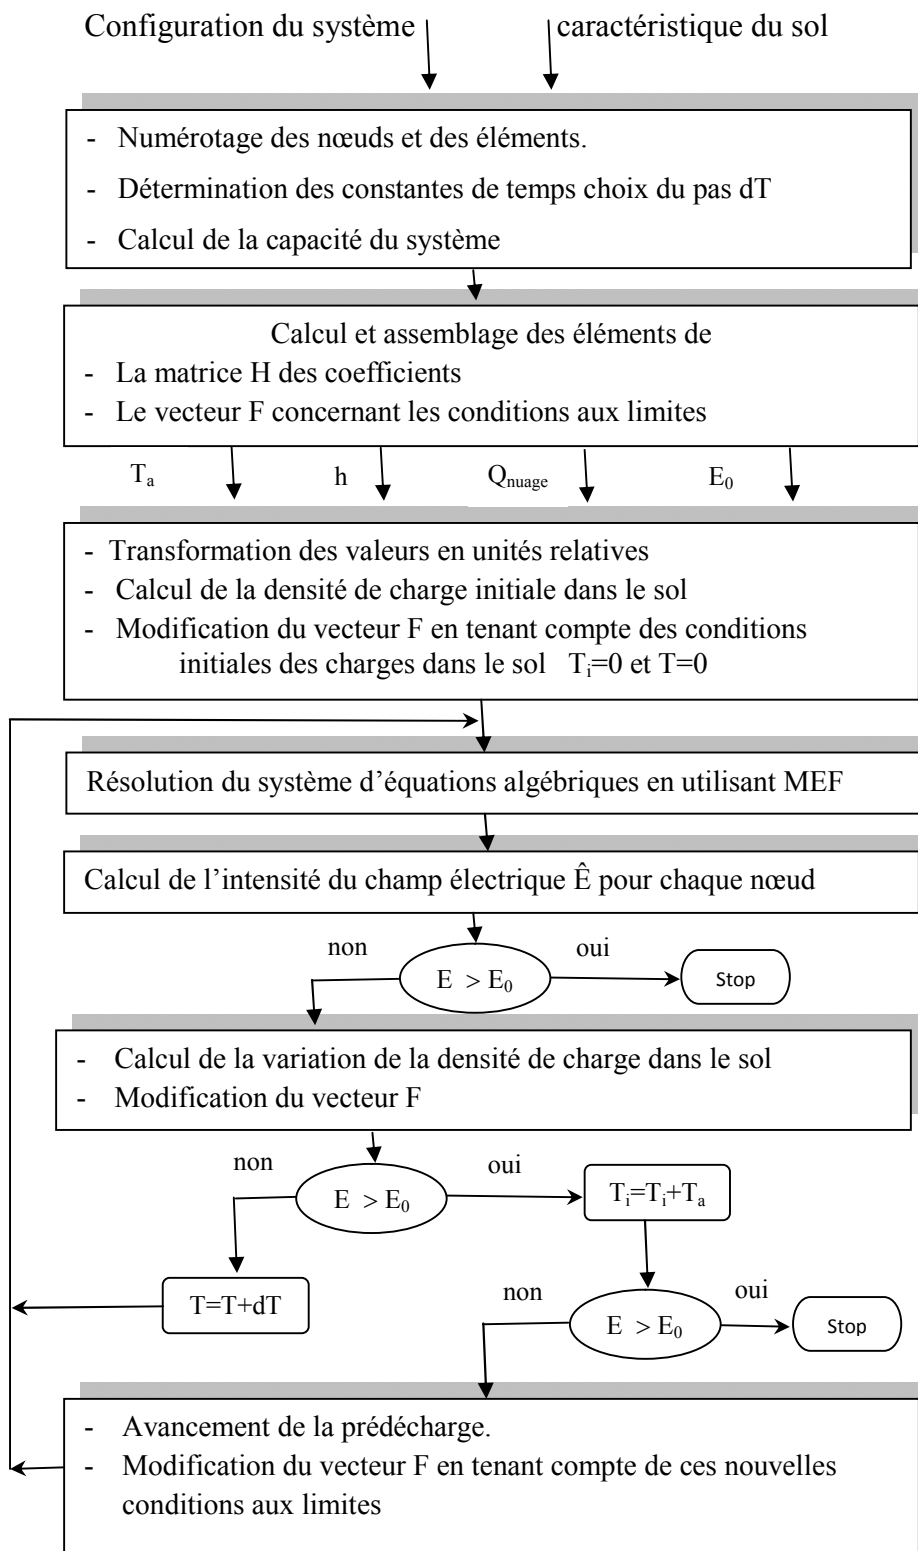 Configuration du système caractéristique du sol
- Numérotage des nœuds et des éléments.
- Détermination des constantes de temps choix du pas dT
- Calcul de la capacité du système
Calcul et assemblage des éléments de
- La matrice H des coefficients
- Le vecteur F concernant les conditions aux limites
Ta h Qnuage E0
- Transformation des valeurs en unités relatives
- Calcul de la densité de charge initiale dans le sol
- Modification du vecteur F en tenant compte des conditions
initiales des charges dans le sol Ti=0 et T=0
Résolution du système d’équations algébriques en utilisant MEF
Calcul de l’intensité du champ électrique Ê pour chaque nœud
non oui
E > E0 Stop
- Calcul de la variation de la densité de charge dans le sol
- Modification du vecteur F
non oui
E > E0 Ti=Ti+Ta
T=T+dT
non oui
E > E0 Stop
- Avancement de la prédécharge.
- Modification du vecteur F en tenant compte de ces nouvelles
conditions aux limites